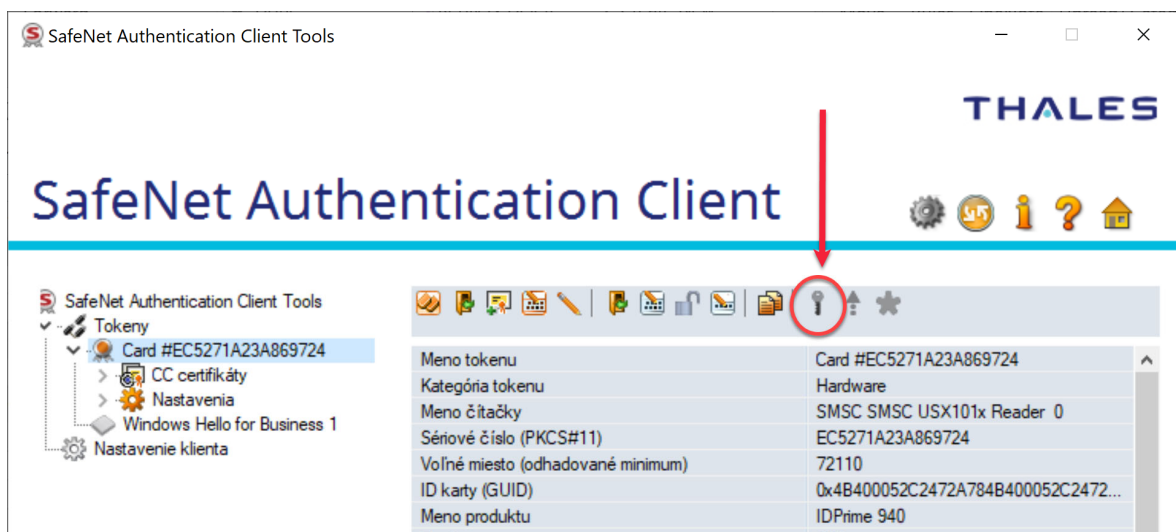 SafeNet Authentication Client Tools
THALES
SafeNet Authentication Client
SafeNet Authentication Client Tools
Tokeny
Card #EC5271A23A869724
CC certifikáty
Nastavenia
Windows Hello for Business 1
Nastavenie klienta
Meno tokenu Card #EC5271A23A869724
Kategória tokenu Hardware
Meno čítačky SMSC SMSC USX101x Reader 0
Sériové číslo (PKCS#11) EC5271A23A869724
Voľné miesto (odhadované minimum) 72110
ID karty (GUID) 0x4B400052C2472A784B400052C2472...
Meno produktu IDPrime 940